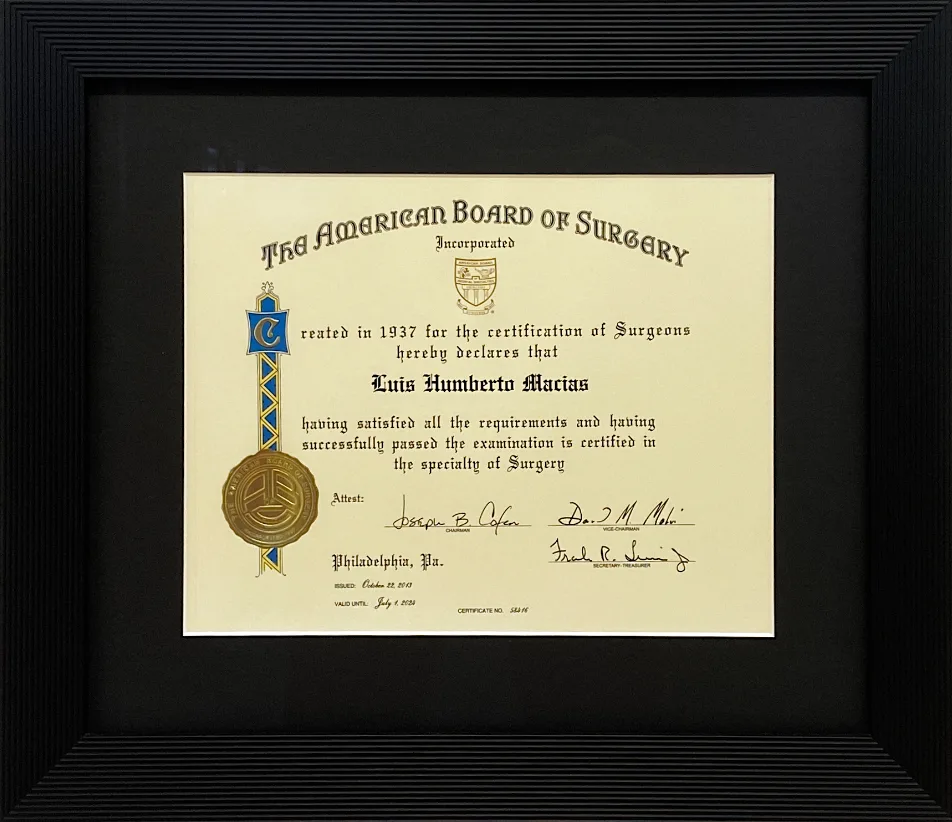 THE AMERICAN BOARD OF SURGERY
Incorporated
Created in 1937 for the certification of Surgeons
hereby declares that
Luis Humberto Macias
having satisfied all the requirements and having
successfully passed the examination is certified in
the specialty of Surgery
Attest:
Joseph B. Cofer
CHAIRMAN
VICE-CHAIRMAN
Philadelphia, Pa.
SECRETARY-TREASURER
ISSUED: October 22, 2013
VALID UNTIL: July 1, 2024
CERTIFICATE NO. 58416